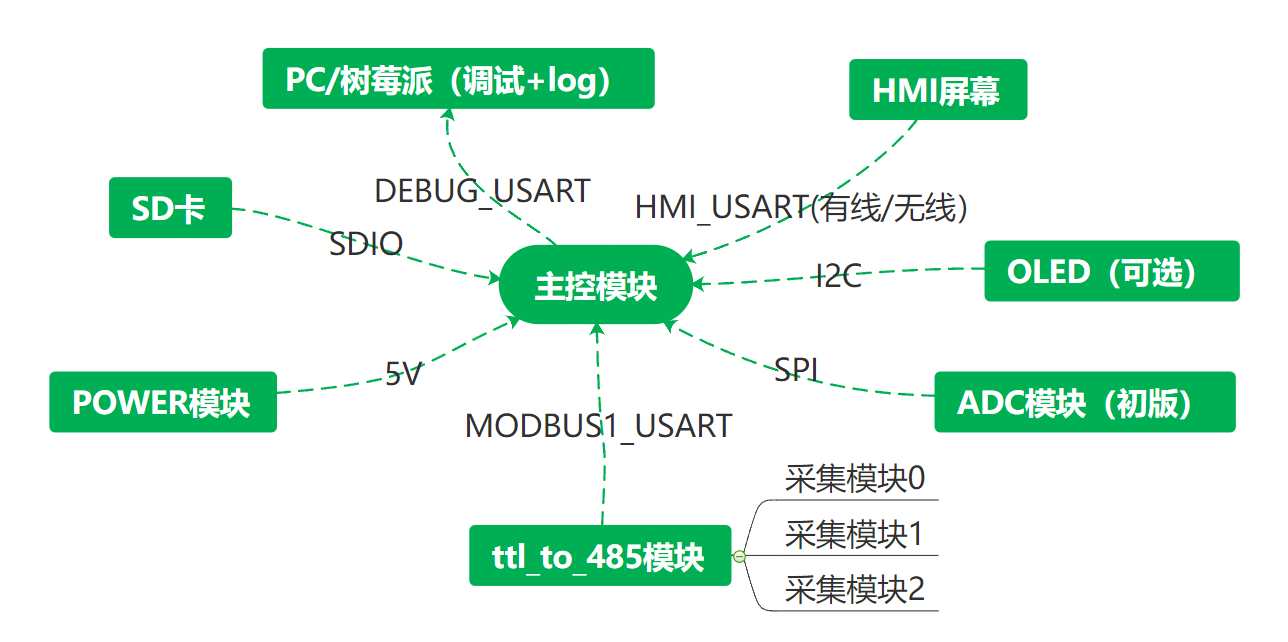 PC/树莓派（调试+log）
HMI屏幕
DEBUG_USART
SD卡
HMI_USART(有线/无线）
SDIO
主控模块
I2C
OLED（可选）
5V
SPI
POWER模块
ADC模块（初版）
MODBUS1_USART
采集模块0
采集模块1
ttl_to_485模块
采集模块2